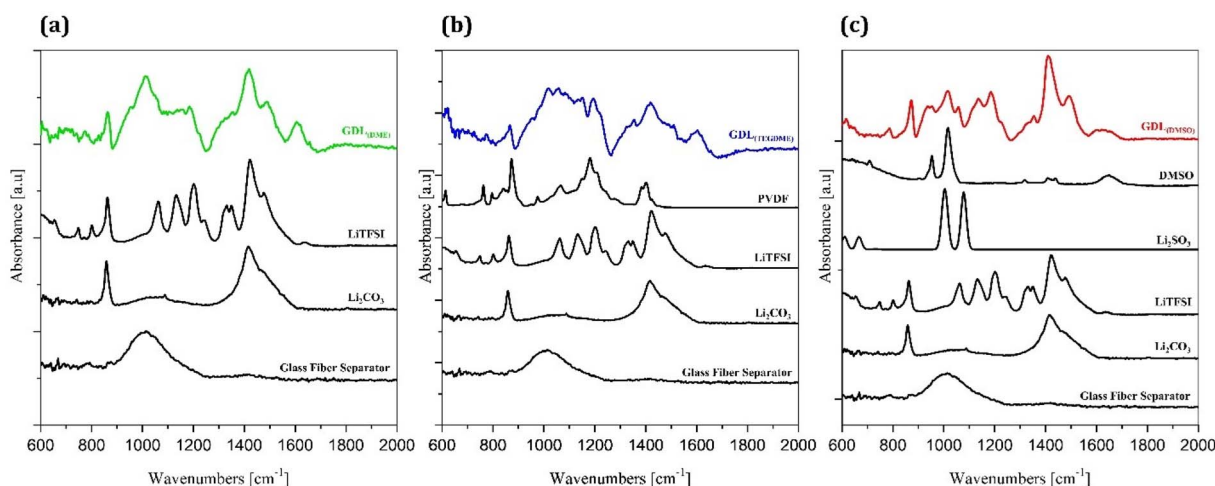 (a)
GDL-(DME)
LiTFSI
Li₂CO₃
Glass Fiber Separator
Absorbance [a.u]
600 800 1000 1200 1400 1600 1800 2000
Wavenumbers [cm⁻¹]
(b)
GDL(TEGDME)
PVDF
LiTFSI
Li₂CO₃
Glass Fiber Separator
Absorbance [a.u]
600 800 1000 1200 1400 1600 1800 2000
Wavenumbers [cm⁻¹]
(c)
GDL-(DMSO)
DMSO
Li₂SO₃
LiTFSI
Li₂CO₃
Glass Fiber Separator
Absorbance [a.u]
600 800 1000 1200 1400 1600 1800 2000
Wavenumbers [cm⁻¹]